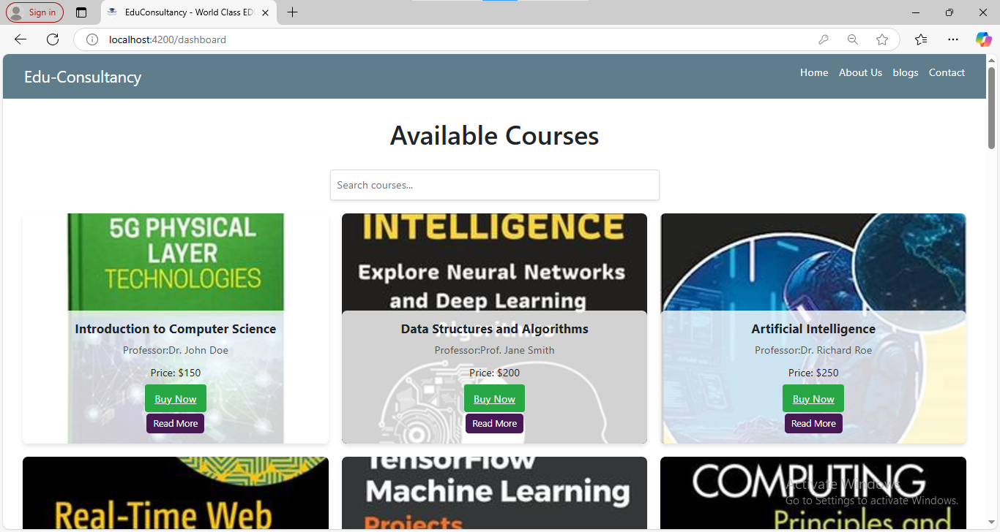 Sign in
EduConsultancy - World Class EDU
localhost:4200/dashboard
Edu-Consultancy
Home About Us blogs Contact
Available Courses
Search courses...
5G PHYSICAL
LAYER
TECHNOLOGIES
Introduction to Computer Science
Professor:Dr. John Doe
Price: $150
Buy Now
Read More
INTELLIGENCE
Explore Neural Networks
and Deep Learning
Algorithms
Data Structures and Algorithms
Professor:Prof. Jane Smith
Price: $200
Buy Now
Read More
Artificial Intelligence
Professor:Dr. Richard Roe
Price: $250
Buy Now
Read More
Real-Time Web
TensorFlow
Machine Learning
Projects
COMPUTING
Principles and
Activate Windows
Go to Settings to activate Windows.